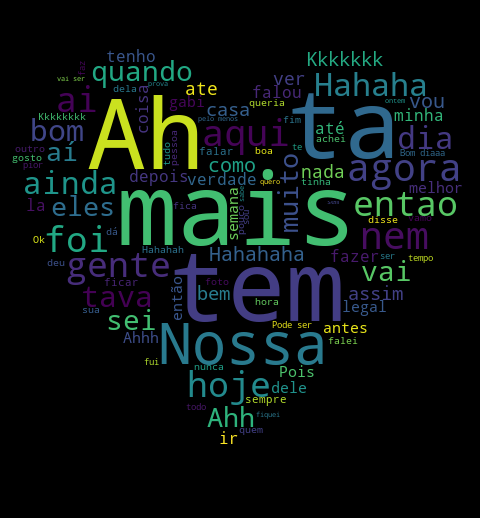 tenho
Kkkkkkk
quando
ver
Hahaha
vai ser
faz
dela
ate
falou
vou
ai
Ah
coisa
gabi
queria
ta
ontem
prova
Kkkkkkkk
casa
minha
pelo menos
fim
até
bom
aqui
dia
tudo
pessoa
achei
te
outro
falar
boa
Bom diaaa
gosto
aí
como
muito
agora
pior
depois
verdade
nada
melhor
ainda
mais
quero
tinha
la
eles
fica
semana
entao
Ok
foi
dá
sou
disse
nem
Hahahah
Hahahaha
fazer
ser
tempo
deu
gente
tem
vai
ficar
foto
tava
então
bem
hora
assim
sua
legal
sei
Nossa
Pode ser
antes
Ahhh
falei
fui
nunca
Pois
hoje
dele
sempre
todo
Ahh
fiquei
quem
ir